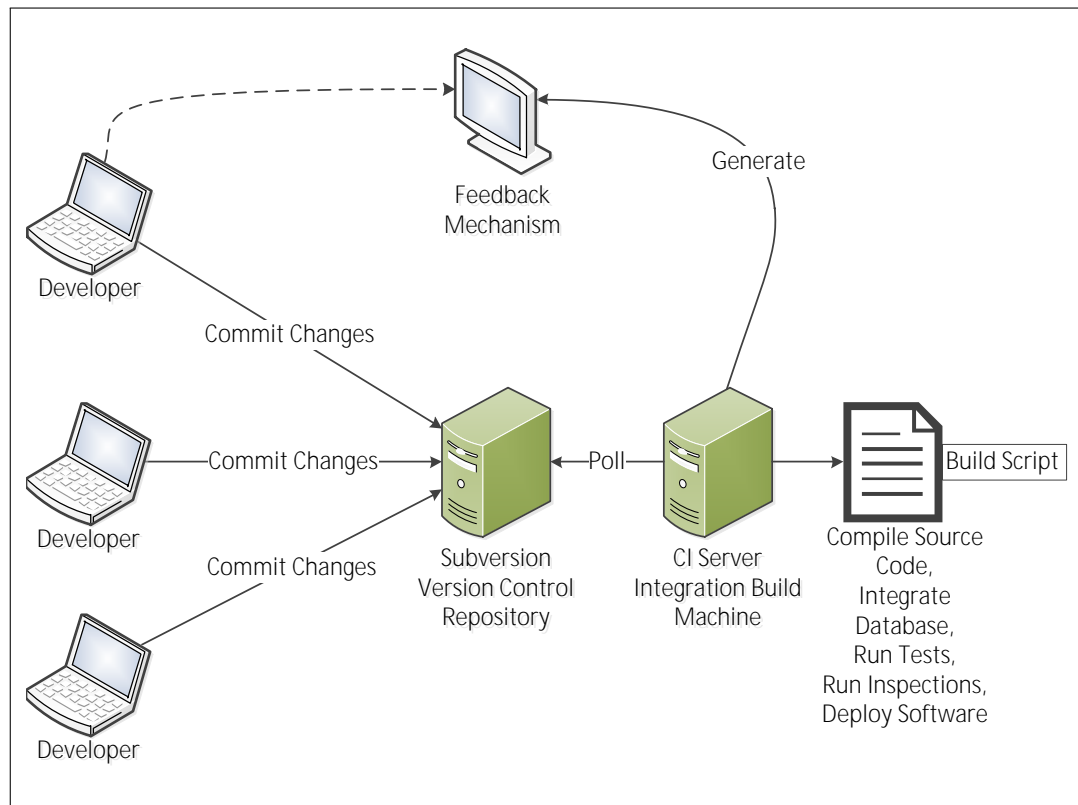 Generate
Feedback
Mechanism
Developer
Commit Changes
Developer
Commit Changes
Poll
Build Script
Developer
Commit Changes
Subversion
Version Control
Repository
CI Server
Integration Build
Machine
Compile Source
Code,
Integrate
Database,
Run Tests,
Run Inspections,
Deploy Software